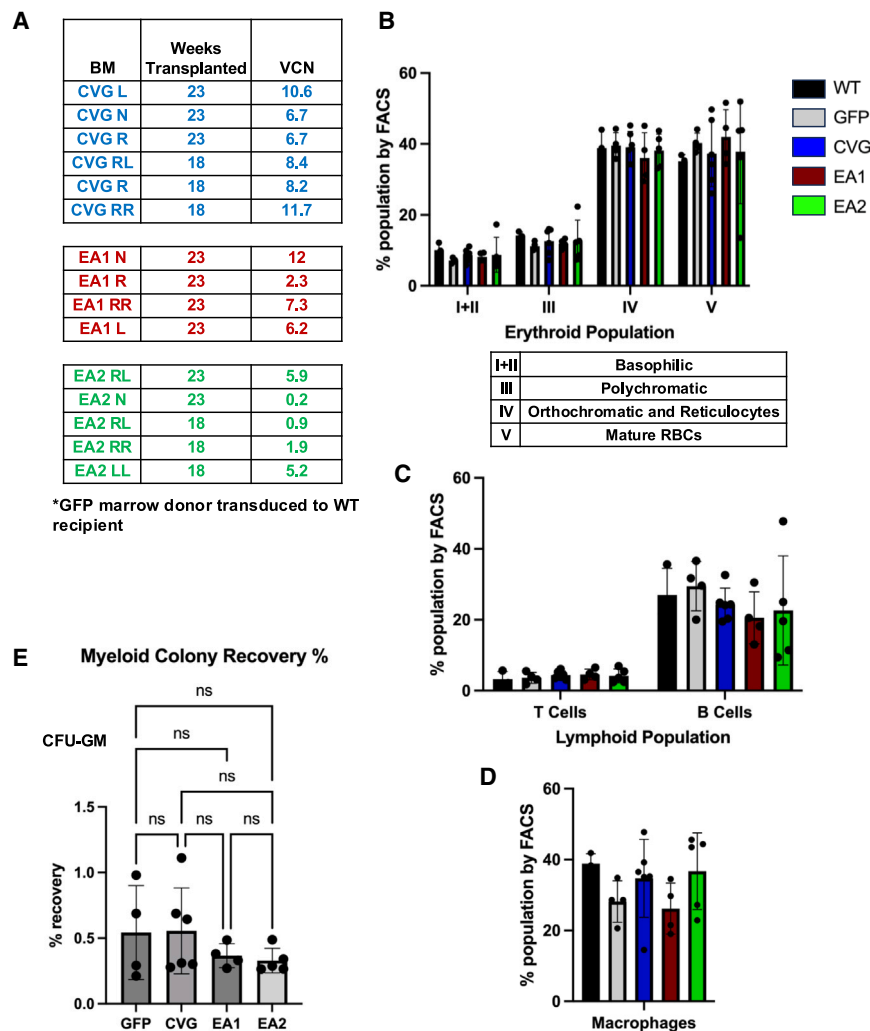 A
BM Weeks Transplanted VCN
CVG L 23 10.6
CVG N 23 6.7
CVG R 23 6.7
CVG RL 18 8.4
CVG R 18 8.2
CVG RR 18 11.7
EA1 N 23 12
EA1 R 23 2.3
EA1 RR 23 7.3
EA1 L 23 6.2
EA2 RL 23 5.9
EA2 N 23 0.2
EA2 RL 18 0.9
EA2 RR 18 1.9
EA2 LL 18 5.2
*GFP marrow donor transduced to WT
recipient
B
% population by FACS
60
40
20
0
I+II III IV V
Erythroid Population
WT
GFP
CVG
EA1
EA2
I+II Basophilic
III Polychromatic
IV Orthochromatic and Reticulocytes
V Mature RBCs
C
% population by FACS
60
40
20
0
T Cells B Cells
Lymphoid Population
D
% population by FACS
60
40
20
0
Macrophages
E
Myeloid Colony Recovery %
CFU-GM
ns
ns
ns
ns ns ns
% recovery
1.5
1.0
0.5
0.0
GFP CVG EA1 EA2